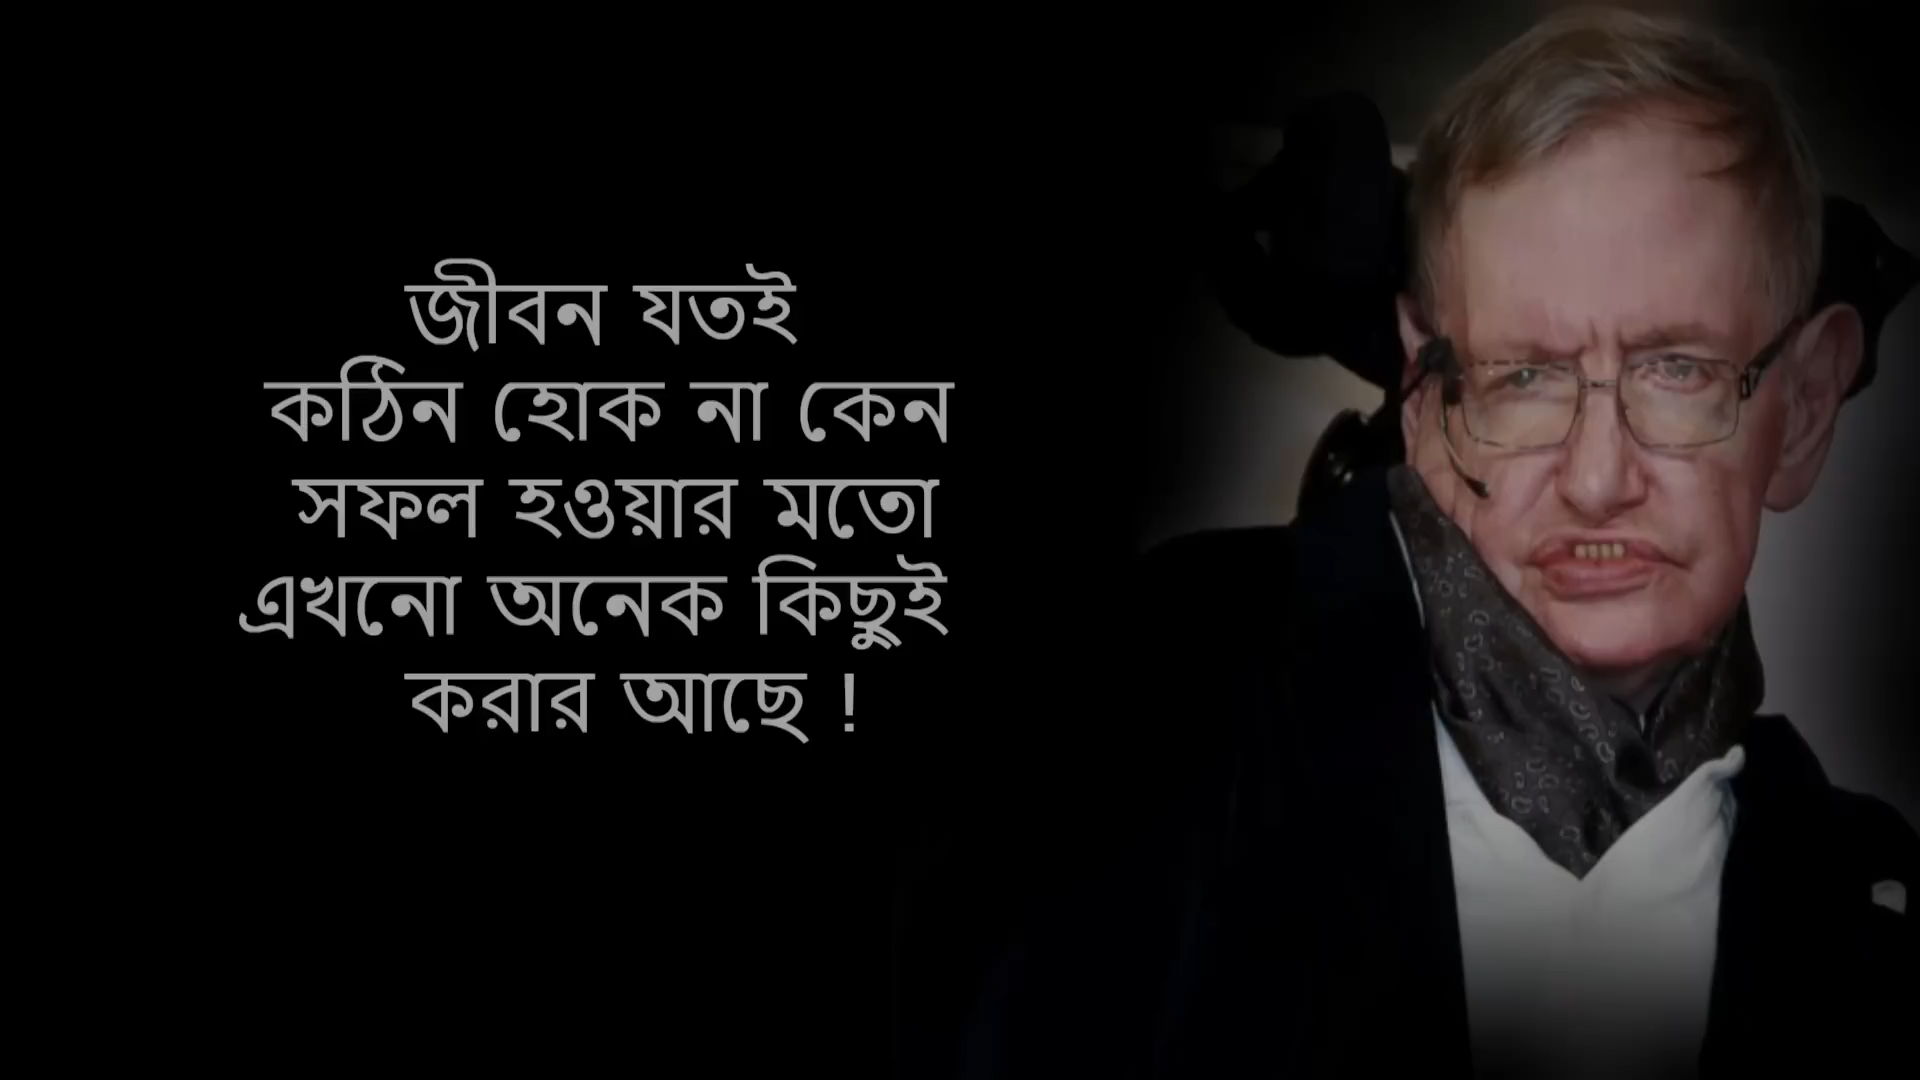 জীবন যতই
কঠিন হোক না কেন
সফল হওয়ার মতো
এখনো অনেক কিছুই
করার আছে !